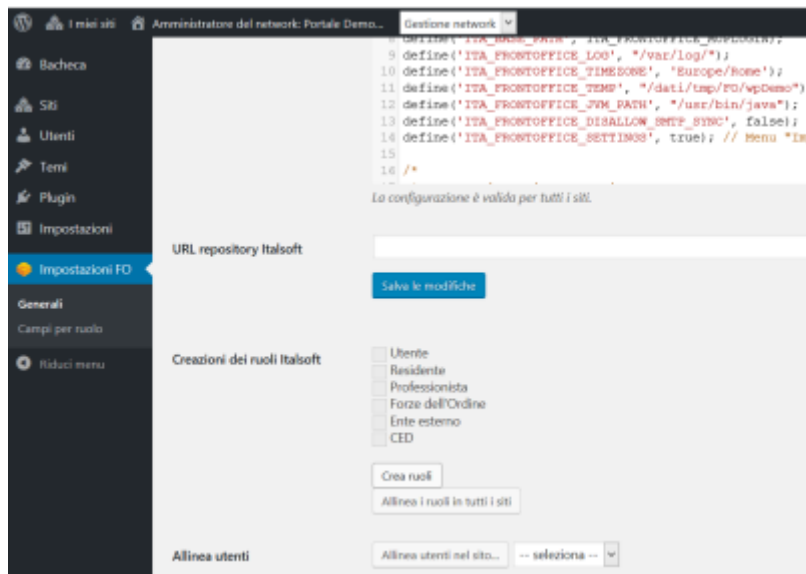 I miei siti
Amministratore del network: Portale Demo...
Gestione network
Bacheca
Siti
Utenti
Temi
Plugin
Impostazioni
Impostazioni FO
Generali
Campi per ruolo
Riduci menu
9 define('ITA_FRONTOFFICE_LOG', "/var/log/");
10 define('ITA_FRONTOFFICE_TIMEZONE', 'Europe/Rome');
11 define('ITA_FRONTOFFICE_TEMP', "/dati/tmp/FO/wpDemo")
12 define('ITA_FRONTOFFICE_JVM_PATH', "/usr/bin/java");
13 define('ITA_FRONTOFFICE_DISALLOW_SMTP_SYNC', false);
14 define('ITA_FRONTOFFICE_SETTINGS', true); // Menu "Im
15
16 /*
La configurazione è valida per tutti i siti.
URL repository Italsoft
Salva le modifiche
Creazioni dei ruoli Italsoft
Utente
Residente
Professionista
Forze dell'Ordine
Ente esterno
CED
Crea ruoli
Allinea i ruoli in tutti i siti
Allinea utenti
Allinea utenti nel sito...
-- seleziona --